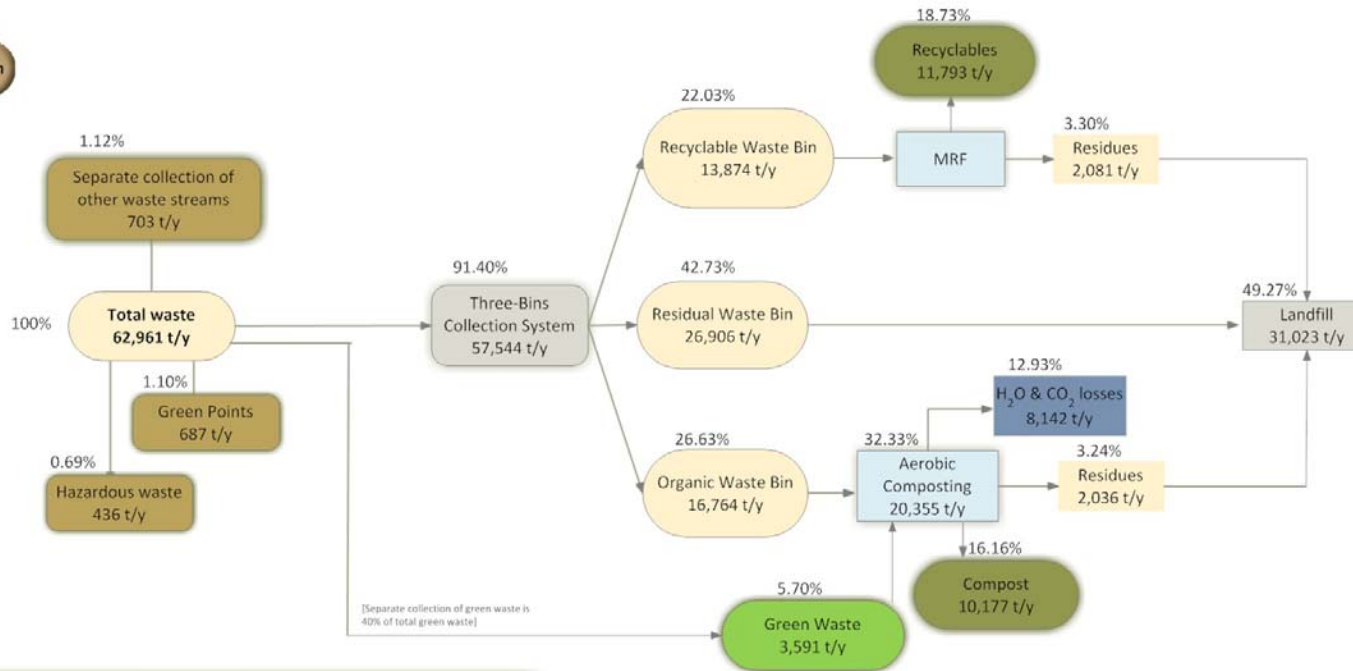 18.73%
Recyclables
11,793 t/y
22.03%
Recyclable Waste Bin
13,874 t/y
MRF
3.30%
Residues
2,081 t/y
1.12%
Separate collection of
other waste streams
703 t/y
100%
Total waste
62,961 t/y
91.40%
Three-Bins
Collection System
57,544 t/y
42.73%
Residual Waste Bin
26,906 t/y
49.27%
Landfill
31,023 t/y
1.10%
Green Points
687 t/y
0.69%
Hazardous waste
436 t/y
12.93%
H₂O & CO₂ losses
8,142 t/y
26.63%
Organic Waste Bin
16,764 t/y
32.33%
Aerobic
Composting
20,355 t/y
3.24%
Residues
2,036 t/y
16.16%
Compost
10,177 t/y
[Separate collection of green waste is
40% of total green waste]
5.70%
Green Waste
3,591 t/y